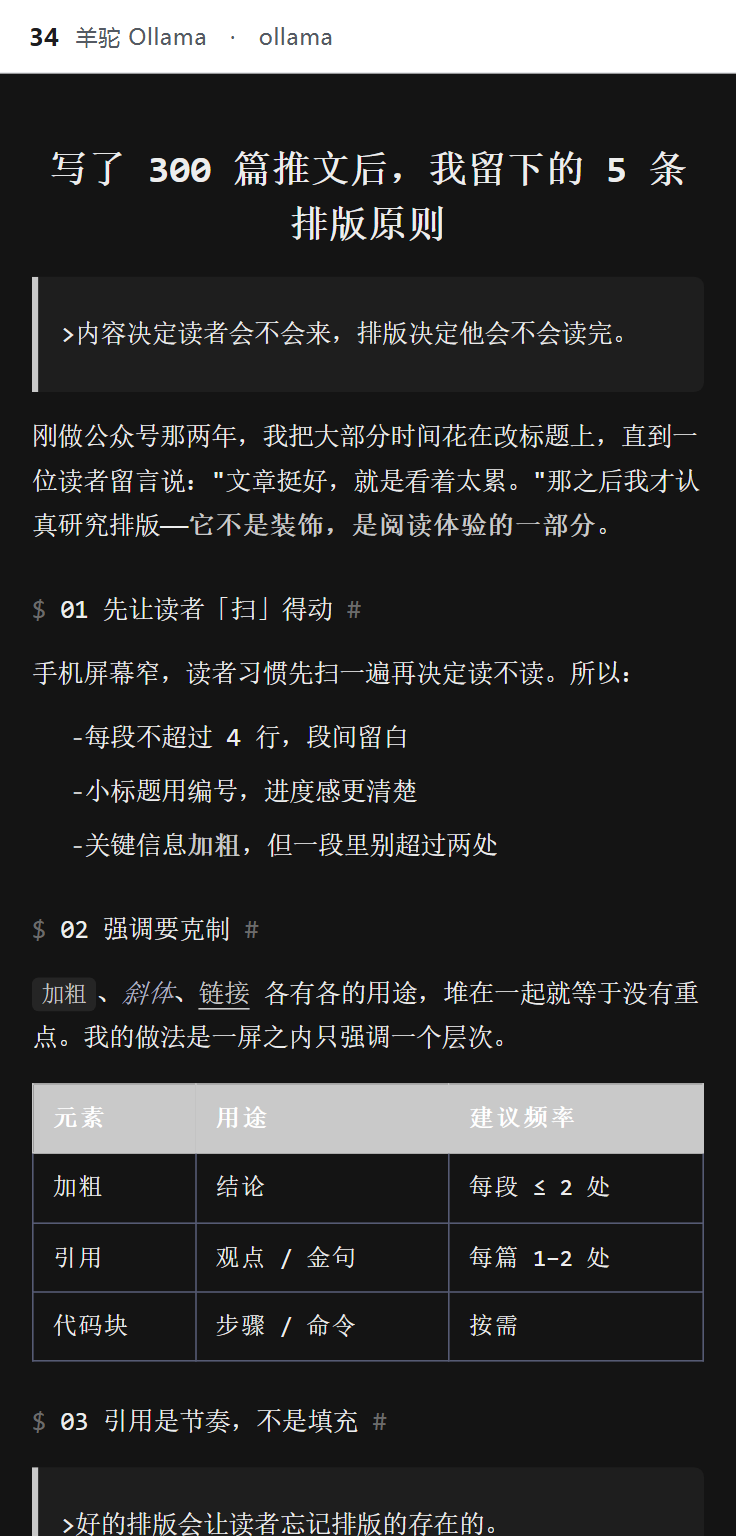 34 羊驼 Ollama · ollama
写了 300 篇推文后，我留下的 5 条
排版原则
>内容决定读者会不会来，排版决定他会不会读完。
刚做公众号那两年，我把大部分时间花在改标题上，直到一
位读者留言说："文章挺好，就是看着太累。"那之后我才认
真研究排版——它不是装饰，是阅读体验的一部分。
$ 01 先让读者「扫」得动 #
手机屏幕窄，读者习惯先扫一遍再决定读不读。所以：
-每段不超过 4 行，段间留白
-小标题用编号，进度感更清楚
-关键信息加粗，但一段里别超过两处
$ 02 强调要克制 #
加粗、斜体、链接 各有各的用途，堆在一起就等于没有重
点。我的做法是一屏之内只强调一个层次。
元素 用途 建议频率
加粗 结论 每段 ≤ 2 处
引用 观点 / 金句 每篇 1–2 处
代码块 步骤 / 命令 按需
$ 03 引用是节奏，不是填充 #
>好的排版会让读者忘记排版的存在的。